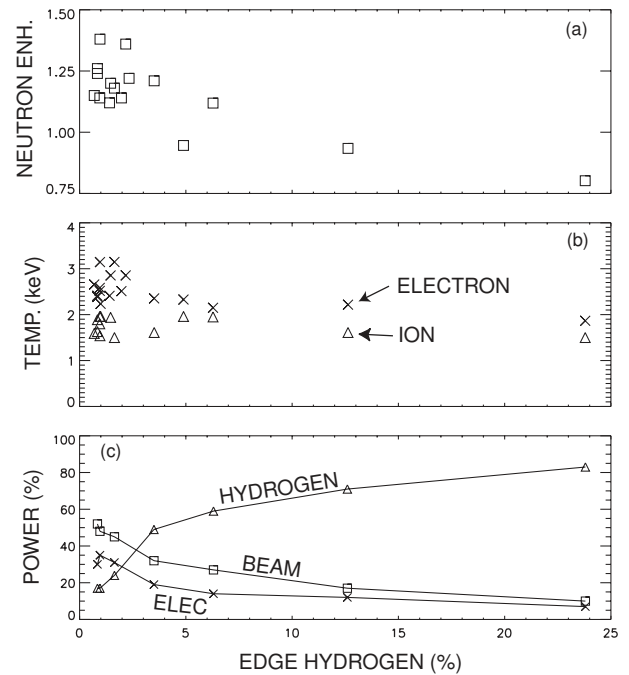 1.50
1.25
1.00
0.75
NEUTRON ENH.
(a)
4
3
2
1
0
TEMP. (keV)
(b)
ELECTRON
ION
100
80
60
40
20
0
POWER (%)
(c)
HYDROGEN
BEAM
ELEC
0 5 10 15 20 25
EDGE HYDROGEN (%)